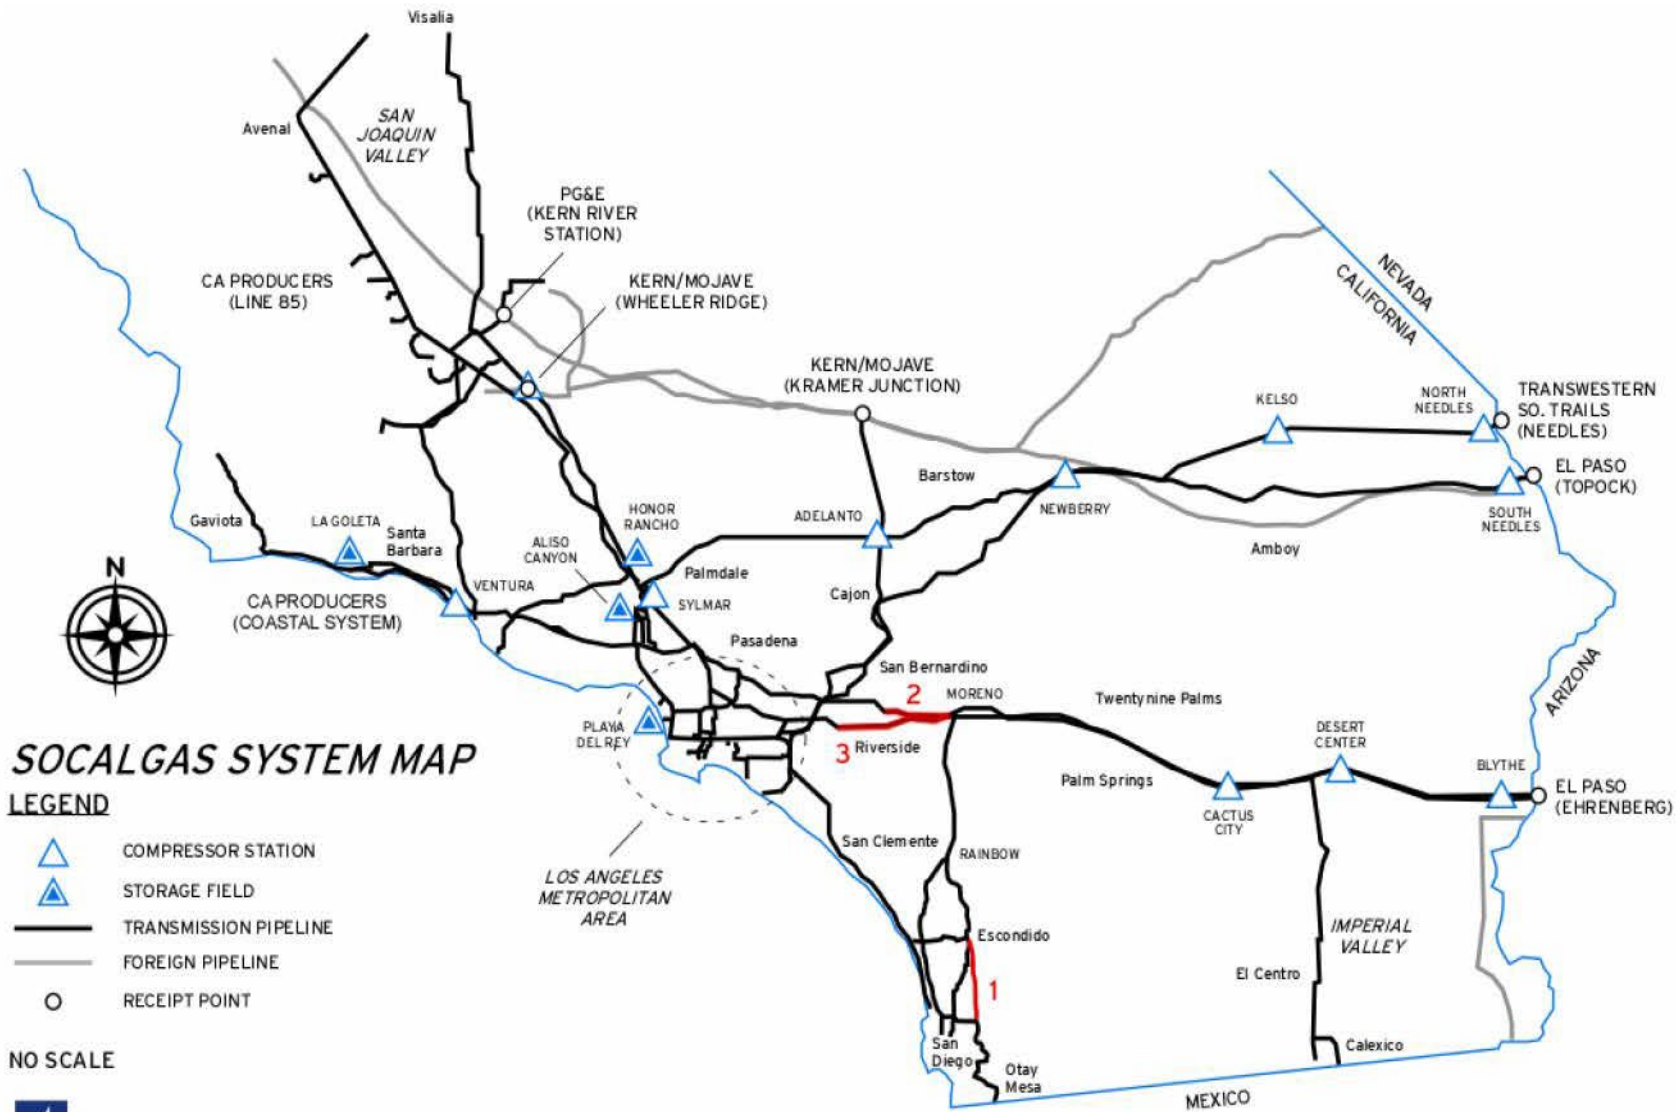 Visalia
Avenal
SAN
JOAQUIN
VALLEY
PG&E
(KERN RIVER
STATION)
CA PRODUCERS
(LINE 85)
KERN/MOJAVE
(WHEELER RIDGE)
KERN/MOJAVE
(KRAMER JUNCTION)
NEVADA
CALIFORNIA
KELSO
NORTH
NEEDLES
TRANSWESTERN
SO. TRAILS
(NEEDLES)
EL PASO
(TOPOCK)
SOUTH
NEEDLES
Barstow
NEWBERRY
Amboy
ADELANTO
Gaviota
LA GOLETA
Santa
Barbara
HONOR
RANCHO
ALISO
CANYON
Palmdale
SYLMAR
VENTURA
CA PRODUCERS
(COASTAL SYSTEM)
N
Cajon
Pasadena
San Bernardino
2
MORENO
Twentynine Palms
ARIZONA
PLAYA
DEL REY
3
Riverside
Palm Springs
DESERT
CENTER
BLYTHE
EL PASO
(EHRENBERG)
CACTUS
CITY
SOCALGAS SYSTEM MAP
LEGEND
COMPRESSOR STATION
STORAGE FIELD
TRANSMISSION PIPELINE
FOREIGN PIPELINE
RECEIPT POINT
NO SCALE
LOS ANGELES
METROPOLITAN
AREA
San Clemente
RAINBOW
Escondido
1
IMPERIAL
VALLEY
El Centro
San
Diego
Otay
Mesa
Calexico
MEXICO